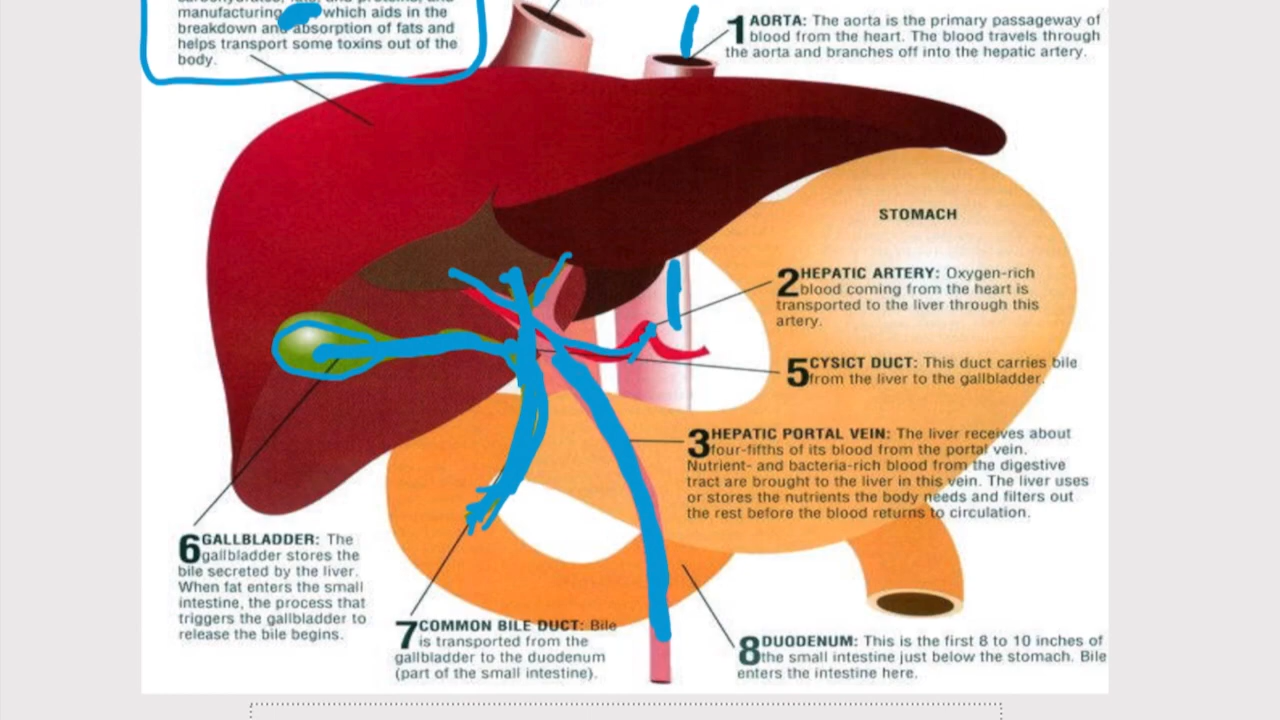 carbohydrates, fats, and proteins, and
manufacturing which aids in the
breakdown and absorption of fats and
helps transport some toxins out of the
body.
1 AORTA: The aorta is the primary passageway of
blood from the heart. The blood travels through
the aorta and branches off into the hepatic artery.
STOMACH
2 HEPATIC ARTERY: Oxygen-rich
blood coming from the heart is
transported to the liver through this
artery.
5 CYSICT DUCT: This duct carries bile
from the liver to the gallbladder.
3 HEPATIC PORTAL VEIN: The liver receives about
four-fifths of its blood from the portal vein.
Nutrient- and bacteria-rich blood from the digestive
tract are brought to the liver in this vein. The liver uses
or stores the nutrients the body needs and filters out
the rest before the blood returns to circulation.
6 GALLBLADDER: The
gallbladder stores the
bile secreted by the liver.
When fat enters the small
intestine, the process that
triggers the gallbladder to
release the bile begins.
7 COMMON BILE DUCT: Bile
is transported from the
gallbladder to the duodenum
(part of the small intestine).
8 DUODENUM: This is the first 8 to 10 inches of
the small intestine just below the stomach. Bile
enters the intestine here.